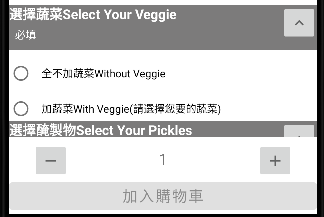 選擇蔬菜Select Your Veggie
必填
全不加蔬菜Without Veggie
加蔬菜With Veggie(請選擇您要的蔬菜)
選擇醃製物Select Your Pickles
1
加入購物車